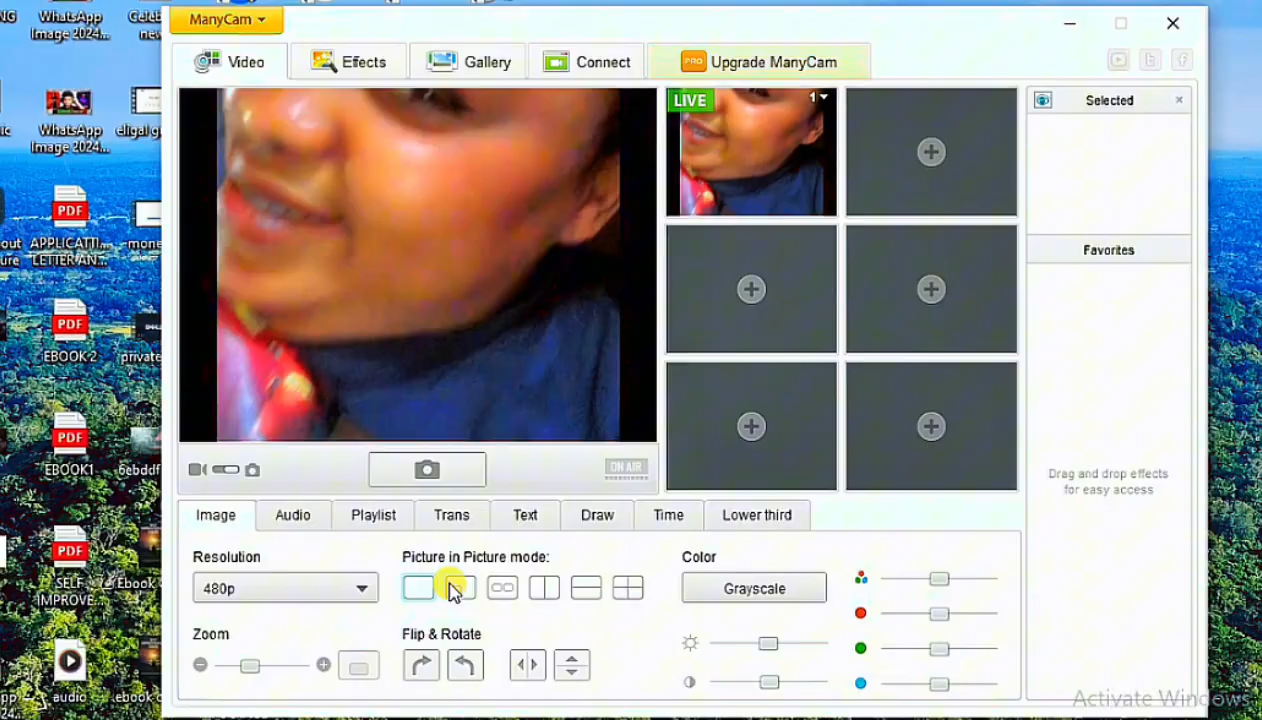 WhatsApp
Image 2024...
Celeb
new
ManyCam
Video
Effects
Gallery
Connect
PRO
Upgrade ManyCam
LIVE
1
Selected
WhatsApp
Image 2024...
eligal g
PDF
APPLICATI...
LETTER AN...
-mone
Favorites
PDF
EBOOK 2
private
PDF
EBOOK1
6ebddf
ON AIR
Drag and drop effects
for easy access
Image
Audio
Playlist
Trans
Text
Draw
Time
Lower third
Resolution
Picture in Picture mode:
Color
480p
Grayscale
PDF
SELF
IMPROVE...
Ebook
Zoom
Flip & Rotate
audio
ebook c
Activate Windows